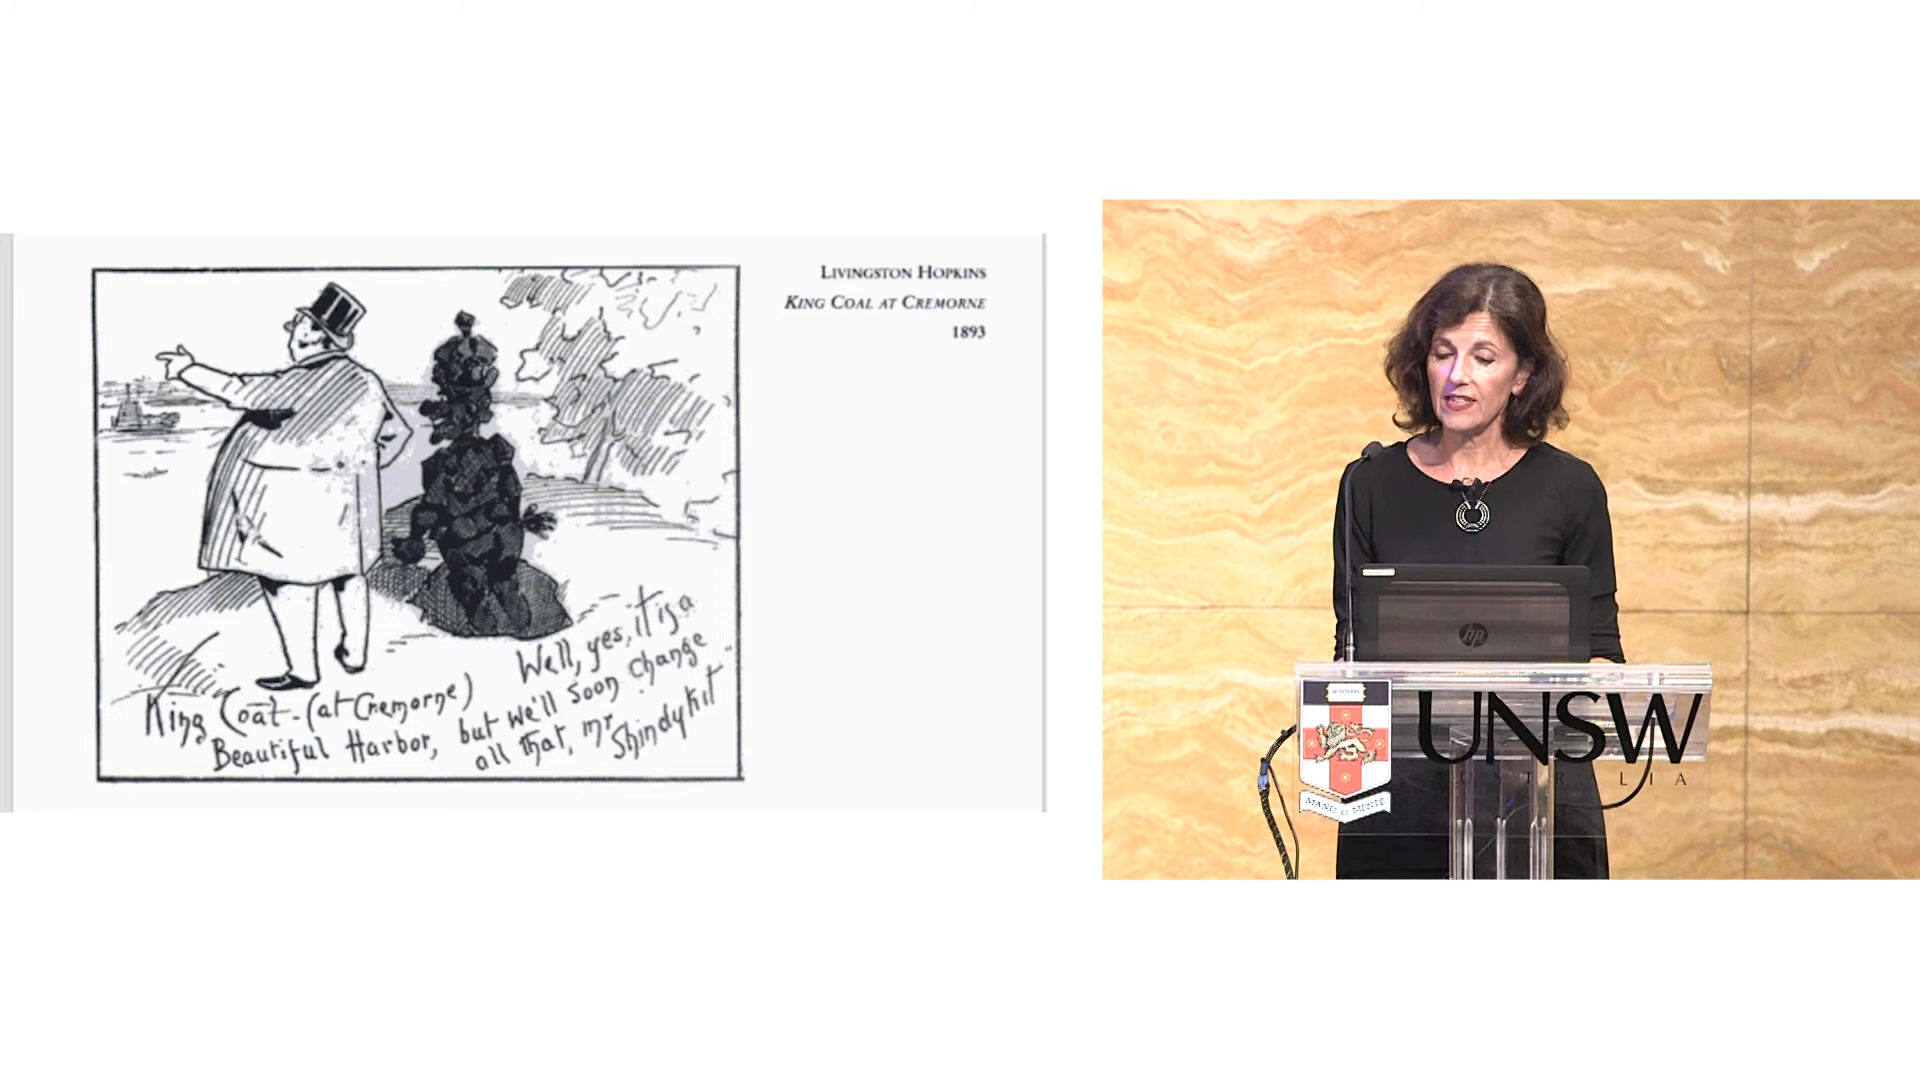 LIVINGSTON HOPKINS
KING COAL AT CREMORNE
1893
Well, yes, it is a
King Coal - (at Cremorne) but we'll soon change
Beautiful Harbor, all that, mr Shindykit
hp
UNSW
MANU ET MENTE